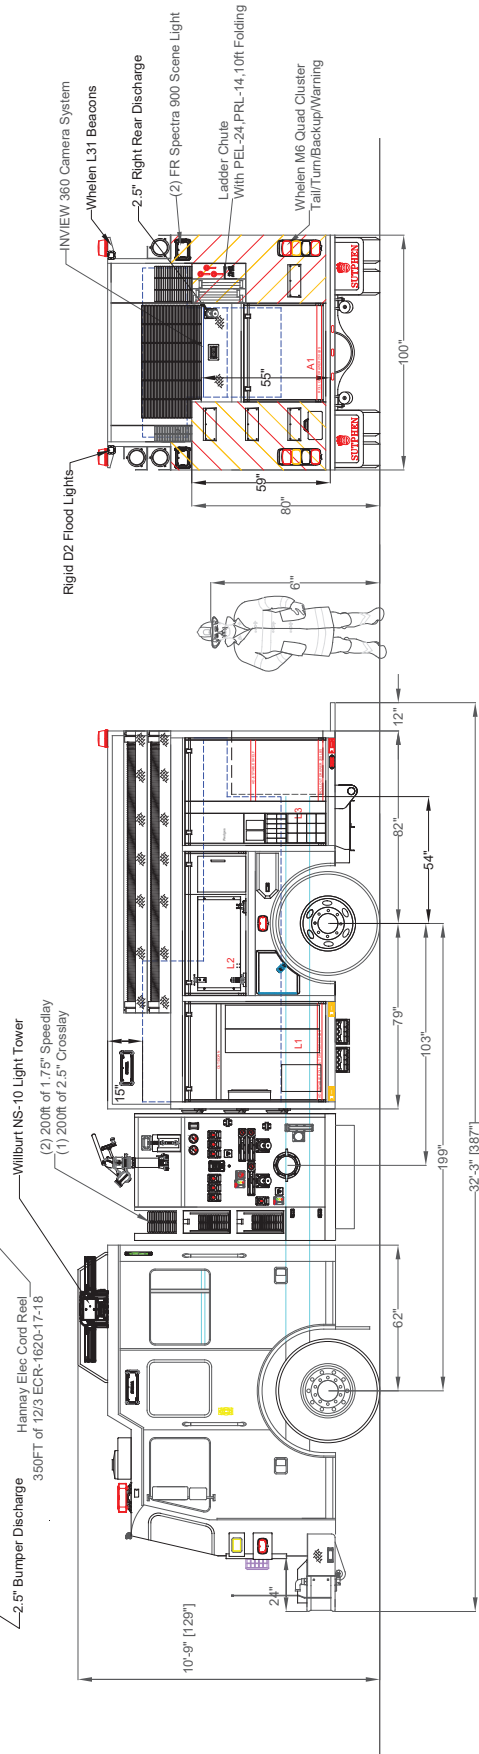 2.5" Bumper Discharge
Hannay Elec Cord Reel
350FT of 12/3 ECR-1620-17-18
Willburt NS-10 Light Tower
(2) 200ft of 1.75" Speedlay
(1) 200ft of 2.5" Crosslay
15"
10'-9" [129"]
24"
62"
L1
L2
L3
79"
82"
12"
54"
103"
199"
32'-3" [387"]
6'"
Rigid D2 Flood Lights
INVIEW 360 Camera System
Whelen L31 Beacons
2.5" Right Rear Discharge
(2) FR Spectra 900 Scene Light
Ladder Chute
With PEL-24,PRL-14,10ft Folding
Whelen M6 Quad Cluster
Tail/Turn/Backup/Warning
A1
55"
59"
80"
100"
SUTPHEN
SUTPHEN